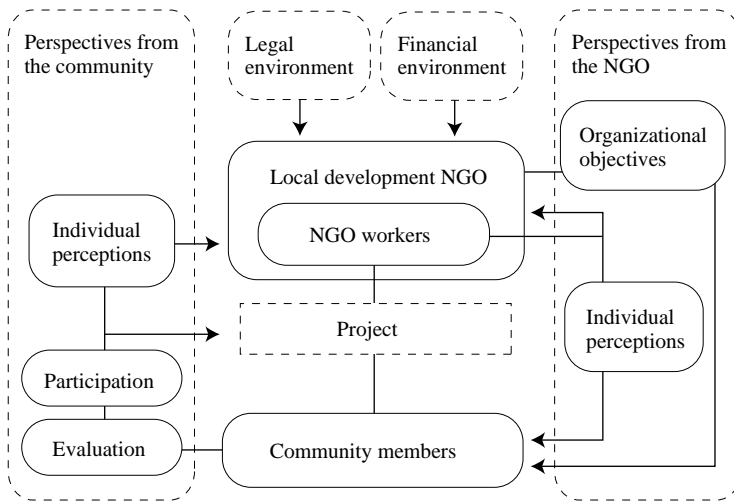 Perspectives from
the community
Legal
environment
Financial
environment
Perspectives from
the NGO
Organizational
objectives
Local development NGO
NGO workers
Individual
perceptions
Project
Individual
perceptions
Participation
Evaluation
Community members